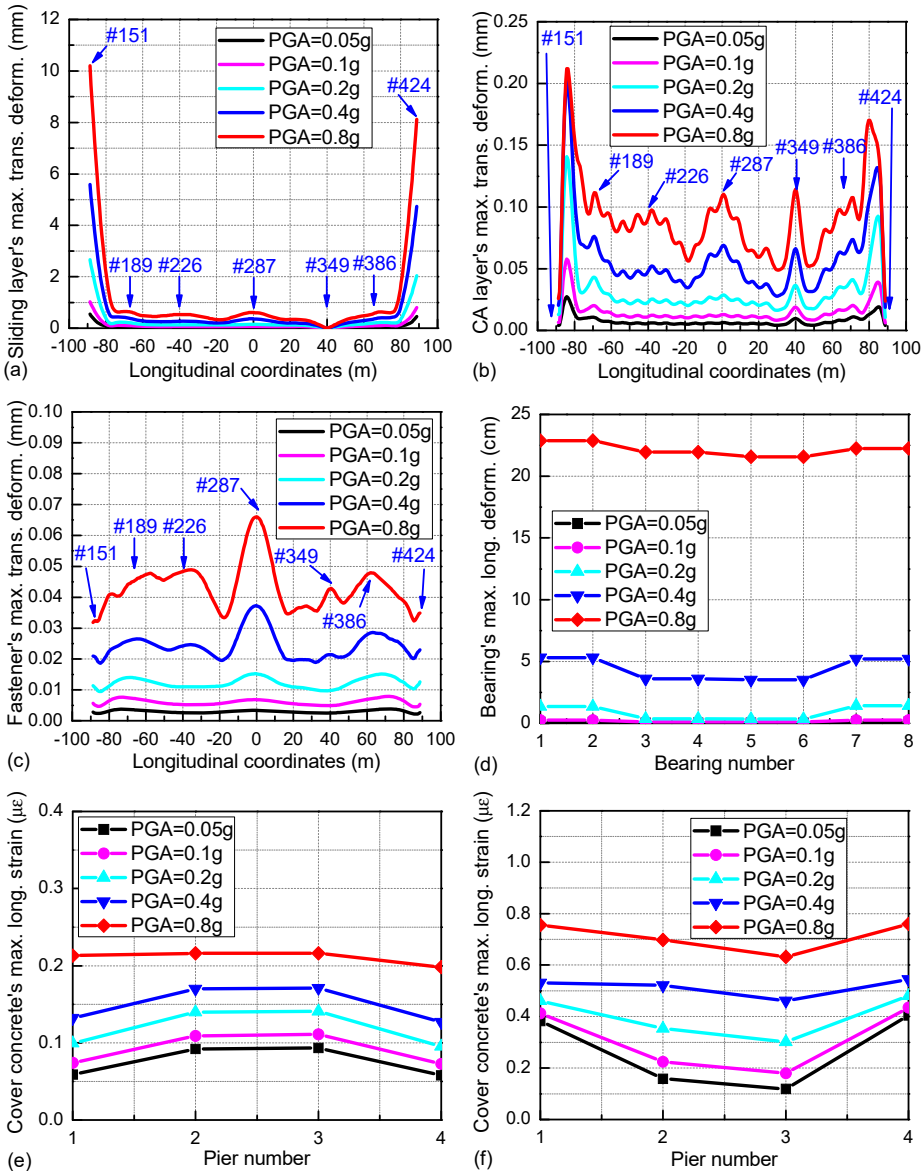 Sliding layer's max. trans. deform. (mm)
12
10
8
6
4
2
0
#151
PGA=0.05g
PGA=0.1g
PGA=0.2g
PGA=0.4g
PGA=0.8g
#424
#189 #226 #287 #349 #386
-100 -80 -60 -40 -20 0 20 40 60 80 100
Longitudinal coordinates (m)
(a)
CA layer's max. trans. deform. (mm)
0.25
0.20
0.15
0.10
0.05
0.00
#151
PGA=0.05g
PGA=0.1g
PGA=0.2g
PGA=0.4g
PGA=0.8g
#424
#189 #226 #287 #349 #386
-100 -80 -60 -40 -20 0 20 40 60 80 100
Longitudinal coordinates (m)
(b)
Fastener's max. trans. deform. (mm)
0.10
0.09
0.08
0.07
0.06
0.05
0.04
0.03
0.02
0.01
0.00
PGA=0.05g
PGA=0.1g
PGA=0.2g
PGA=0.4g
PGA=0.8g
#151 #189 #226 #287 #349 #386 #424
-100 -80 -60 -40 -20 0 20 40 60 80 100
Longitudinal coordinates (m)
(c)
Bearing's max. long. deform. (cm)
25
20
15
10
5
0
PGA=0.05g
PGA=0.1g
PGA=0.2g
PGA=0.4g
PGA=0.8g
1 2 3 4 5 6 7 8
Bearing number
(d)
Cover concrete's max. long. strain (με)
0.4
0.3
0.2
0.1
0.0
PGA=0.05g
PGA=0.1g
PGA=0.2g
PGA=0.4g
PGA=0.8g
1 2 3 4
Pier number
(e)
Cover concrete's max. long. strain (με)
1.2
1.0
0.8
0.6
0.4
0.2
0.0
PGA=0.05g
PGA=0.1g
PGA=0.2g
PGA=0.4g
PGA=0.8g
1 2 3 4
Pier number
(f)